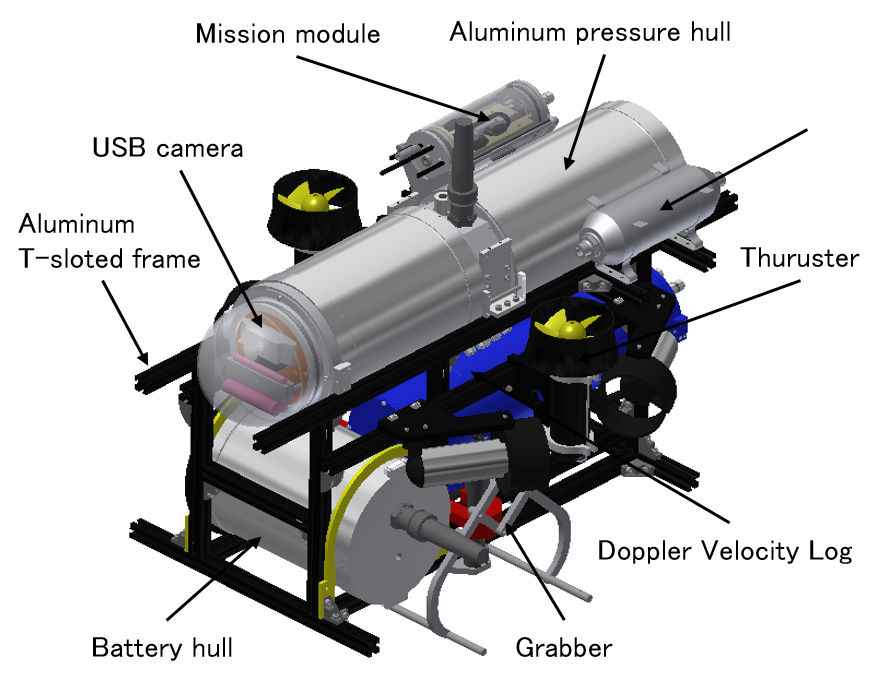 Mission module
Aluminum pressure hull
USB camera
Aluminum
T-sloted frame
Thuruster
Doppler Velocity Log
Battery hull
Grabber